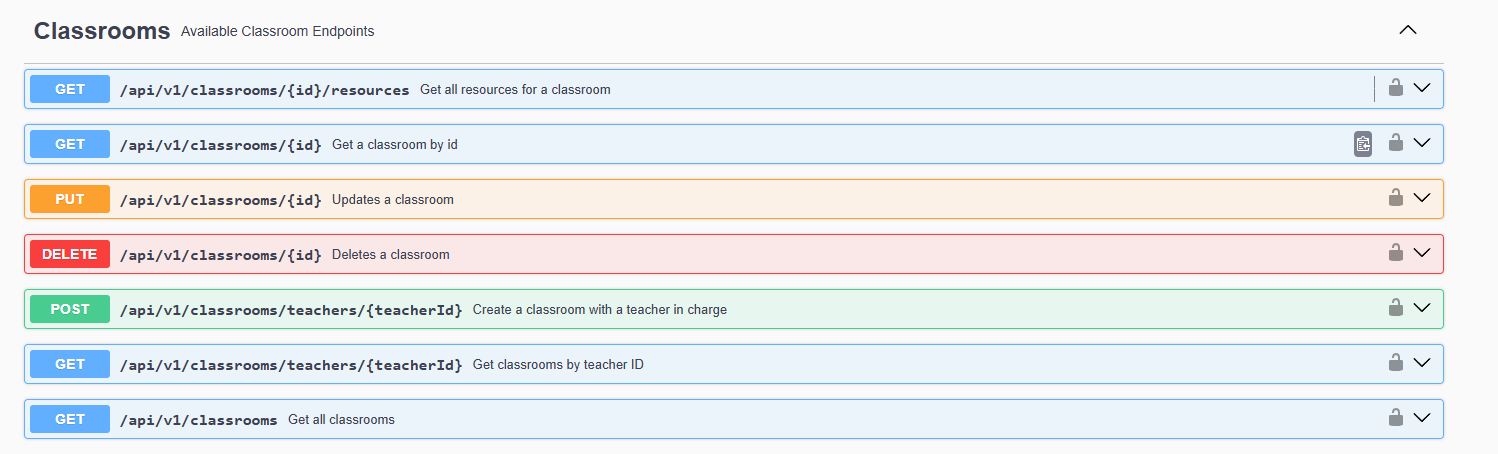 Classrooms Available Classroom Endpoints
GET /api/v1/classrooms/{id}/resources Get all resources for a classroom
GET /api/v1/classrooms/{id} Get a classroom by id
PUT /api/v1/classrooms/{id} Updates a classroom
DELETE /api/v1/classrooms/{id} Deletes a classroom
POST /api/v1/classrooms/teachers/{teacherId} Create a classroom with a teacher in charge
GET /api/v1/classrooms/teachers/{teacherId} Get classrooms by teacher ID
GET /api/v1/classrooms Get all classrooms